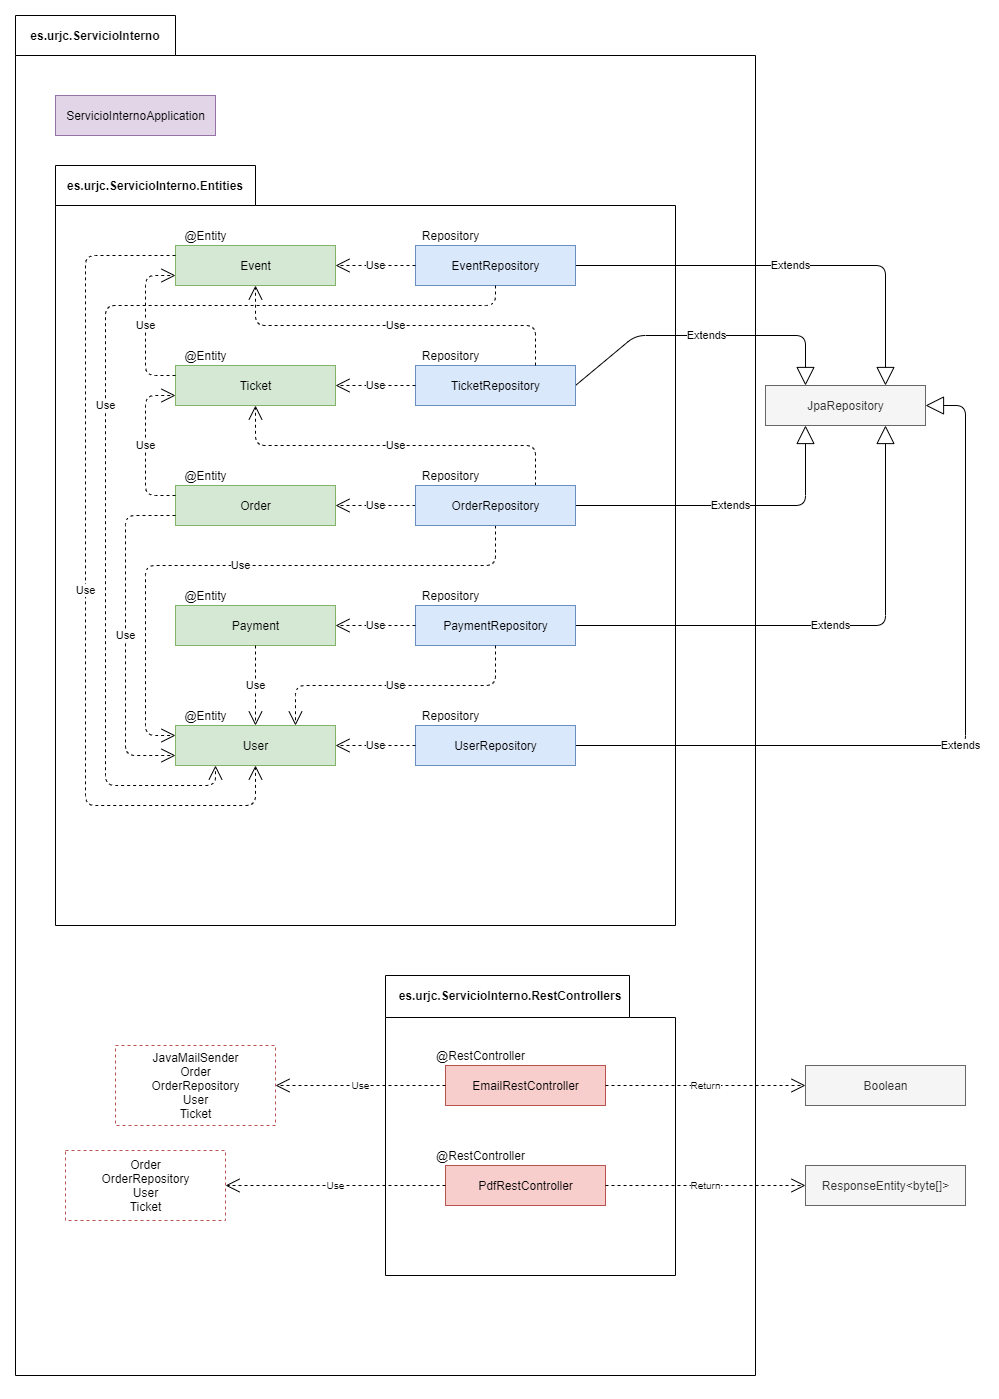 es.urjc.ServicioInterno
ServicioInternoApplication
es.urjc.ServicioInterno.Entities
@Entity
Repository
Event
Use
EventRepository
Extends
Use
Use
Extends
@Entity
Repository
Ticket
Use
TicketRepository
JpaRepository
Use
Use
Use
@Entity
Repository
Order
Use
OrderRepository
Extends
Use
Use
@Entity
Repository
Payment
Use
PaymentRepository
Extends
Use
Use
Use
@Entity
Repository
User
Use
UserRepository
Extends
es.urjc.ServicioInterno.RestControllers
@RestController
JavaMailSender
Order
OrderRepository
User
Ticket
Use
EmailRestController
Return
Boolean
@RestController
Order
OrderRepository
User
Ticket
Use
PdfRestController
Return
ResponseEntity<byte[]>